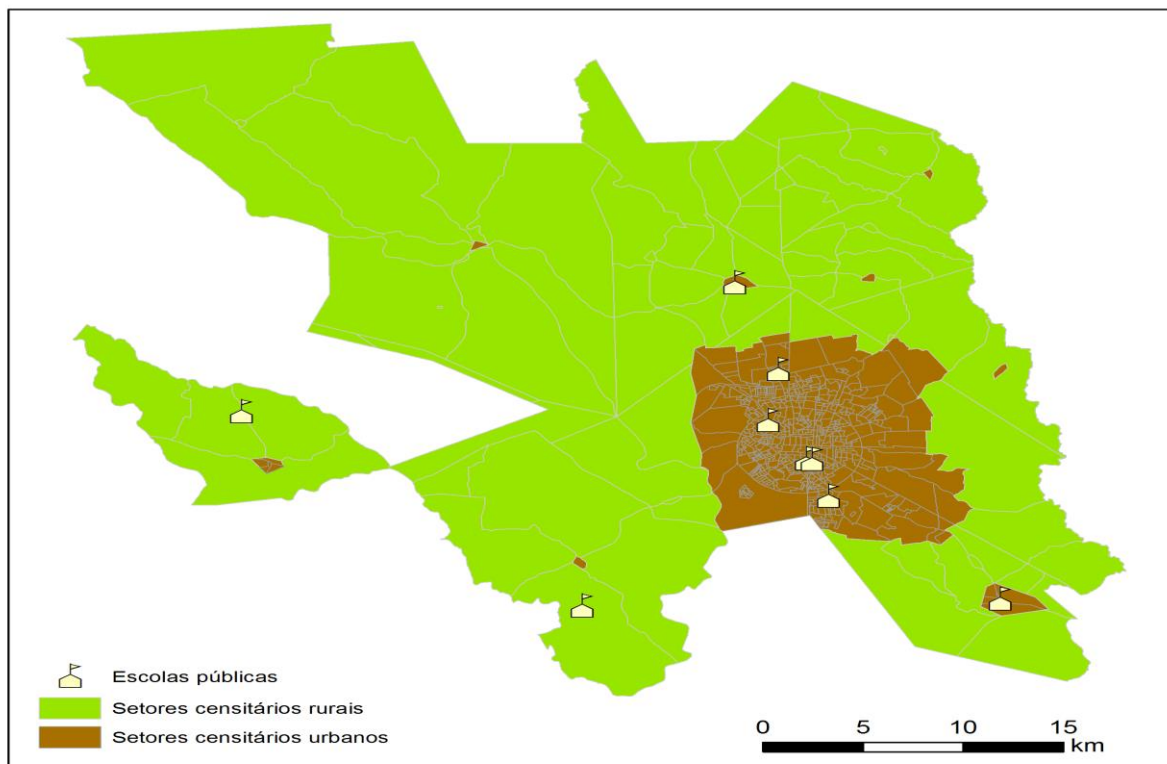 Escolas públicas
Setores censitários rurais
Setores censitários urbanos
0 5 10 15
km